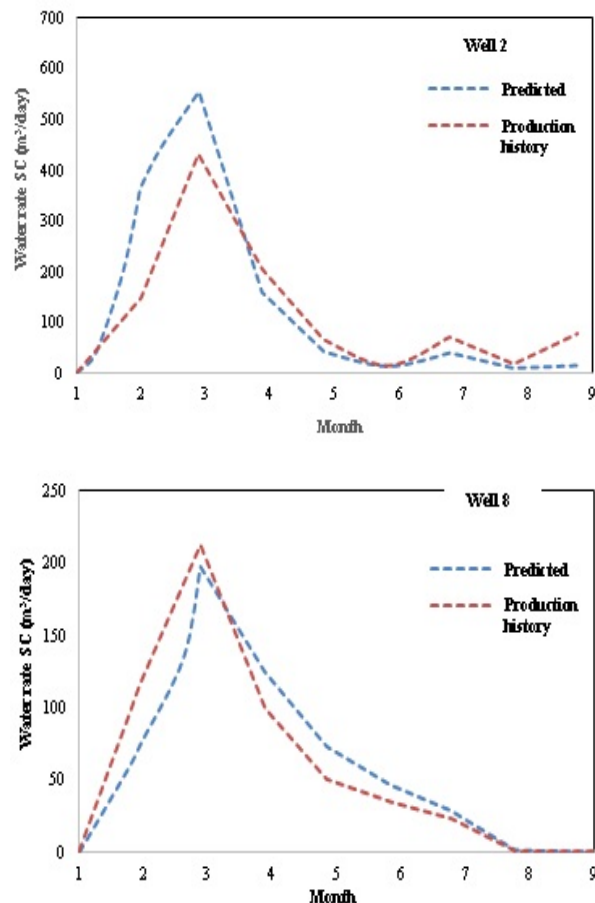 700
Well 2
600
Predicted
500
Production
history
400
300
200
100
0
1 2 3 4 5 6 7 8 9
Water rate SC (m³/day)
Month
250
Well 8
200
Predicted
Production
history
150
100
50
0
1 2 3 4 5 6 7 8 9
Water rate SC (m³/day)
Month